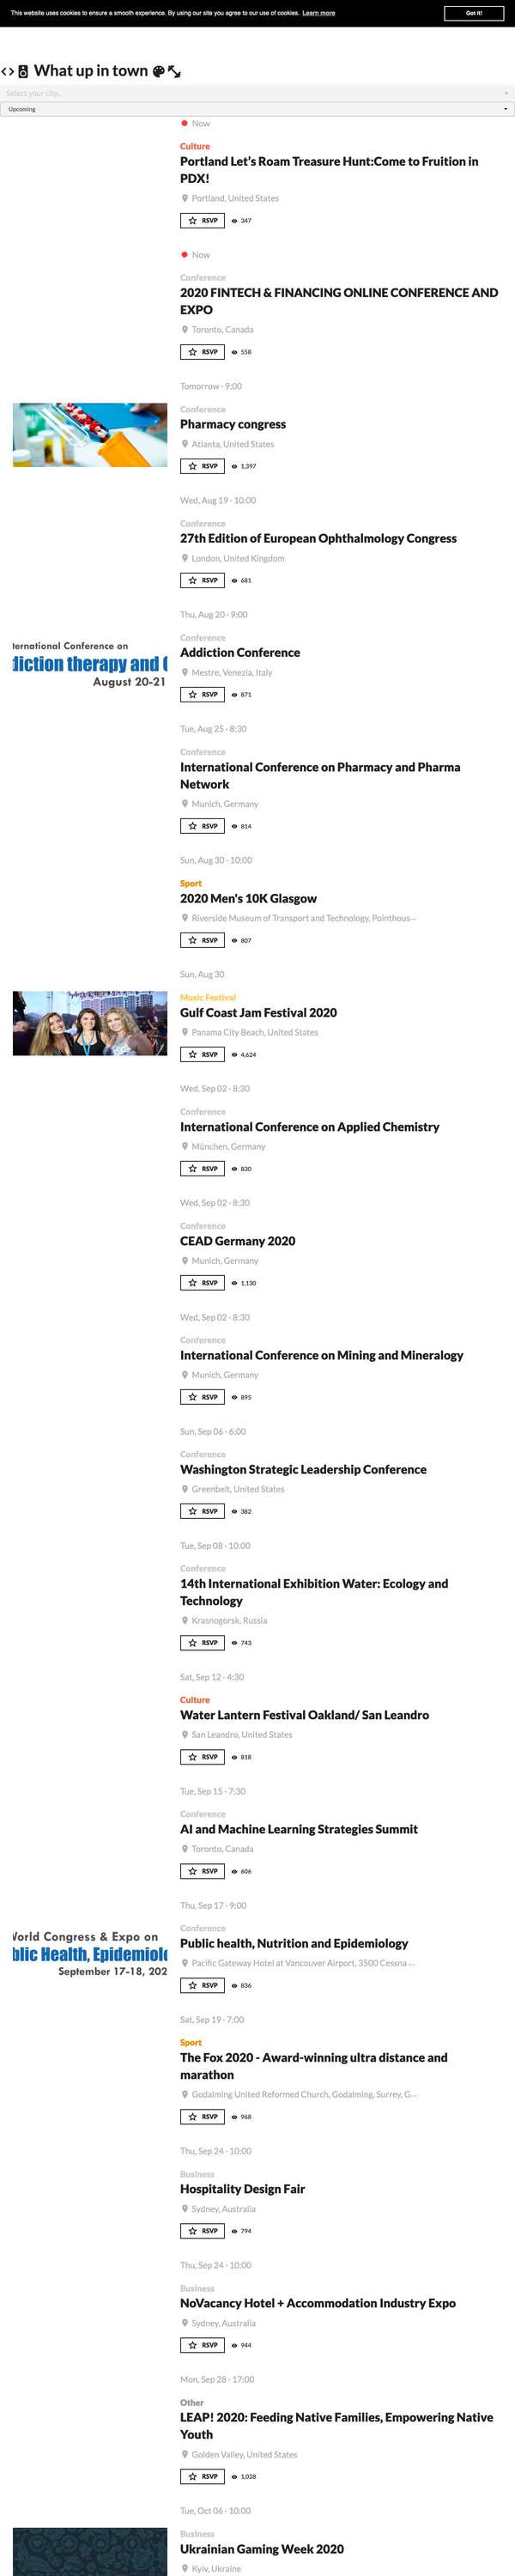 This website uses cookies to ensure a smooth experience. By using our site you agree to our use of cookies. Learn more
Got it!
What up in town
Select your city...
Upcoming
Now
Culture
Portland Let's Roam Treasure Hunt:Come to Fruition in
PDX!
Portland, United States
RSVP 347
Now
Conference
2020 FINTECH & FINANCING ONLINE CONFERENCE AND
EXPO
Toronto, Canada
RSVP 558
Tomorrow · 9:00
Conference
Pharmacy congress
Atlanta, United States
RSVP 1,397
Wed, Aug 19 · 10:00
Conference
27th Edition of European Ophthalmology Congress
London, United Kingdom
RSVP 681
Thu, Aug 20 · 9:00
Conference
ternational Conference on
diction therapy and C
August 20-21
Addiction Conference
Mestre, Venezia, Italy
RSVP 871
Tue, Aug 25 · 8:30
Conference
International Conference on Pharmacy and Pharma
Network
Munich, Germany
RSVP 814
Sun, Aug 30 · 10:00
Sport
2020 Men's 10K Glasgow
Riverside Museum of Transport and Technology, Pointhous...
RSVP 807
Sun, Aug 30
Music Festival
Gulf Coast Jam Festival 2020
Panama City Beach, United States
RSVP 4,624
Wed, Sep 02 · 8:30
Conference
International Conference on Applied Chemistry
München, Germany
RSVP 830
Wed, Sep 02 · 8:30
Conference
CEAD Germany 2020
Munich, Germany
RSVP 1,130
Wed, Sep 02 · 8:30
Conference
International Conference on Mining and Mineralogy
Munich, Germany
RSVP 895
Sun, Sep 06 · 6:00
Conference
Washington Strategic Leadership Conference
Greenbelt, United States
RSVP 382
Tue, Sep 08 · 10:00
Conference
14th International Exhibition Water: Ecology and
Technology
Krasnogorsk, Russia
RSVP 743
Sat, Sep 12 · 4:30
Culture
Water Lantern Festival Oakland/ San Leandro
San Leandro, United States
RSVP 818
Tue, Sep 15 · 7:30
Conference
AI and Machine Learning Strategies Summit
Toronto, Canada
RSVP 606
Thu, Sep 17 · 9:00
Conference
World Congress & Expo on
blic Health, Epidemiolo
September 17-18, 202
Public health, Nutrition and Epidemiology
Pacific Gateway Hotel at Vancouver Airport, 3500 Cessna ...
RSVP 836
Sat, Sep 19 · 7:00
Sport
The Fox 2020 - Award-winning ultra distance and
marathon
Godalming United Reformed Church, Godalming, Surrey, G...
RSVP 968
Thu, Sep 24 · 10:00
Business
Hospitality Design Fair
Sydney, Australia
RSVP 794
Thu, Sep 24 · 10:00
Business
NoVacancy Hotel + Accommodation Industry Expo
Sydney, Australia
RSVP 944
Mon, Sep 28 · 17:00
Other
LEAP! 2020: Feeding Native Families, Empowering Native
Youth
Golden Valley, United States
RSVP 1,028
Tue, Oct 06 · 10:00
Business
Ukrainian Gaming Week 2020
Kyiv, Ukraine